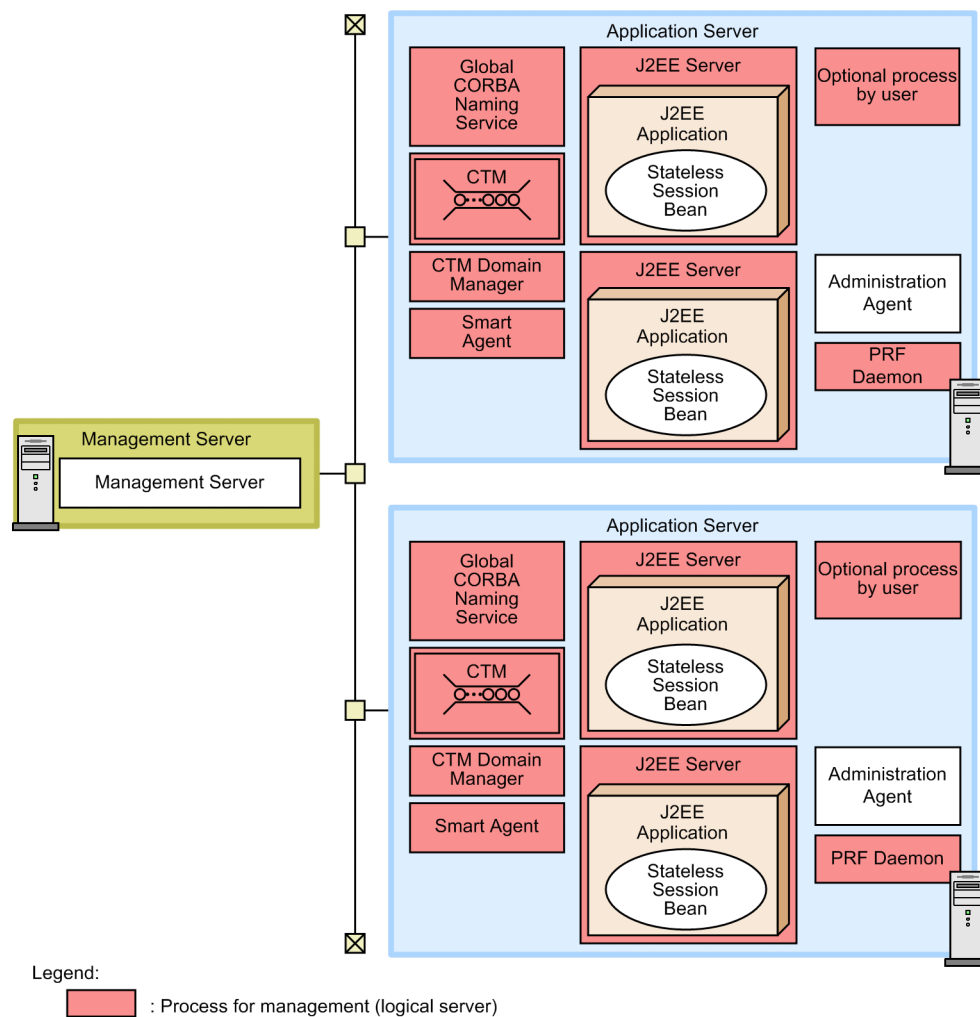 Application Server
Global
CORBA
Naming
Service
CTM
CTM Domain
Manager
Smart
Agent
J2EE Server
J2EE
Application
Stateless
Session
Bean
J2EE Server
J2EE
Application
Stateless
Session
Bean
Optional process
by user
Administration
Agent
PRF
Daemon
Management Server
Management Server
Application Server
Global
CORBA
Naming
Service
CTM
CTM Domain
Manager
Smart Agent
J2EE Server
J2EE
Application
Stateless
Session
Bean
J2EE Server
J2EE
Application
Stateless
Session
Bean
Optional process
by user
Administration
Agent
PRF Daemon
Legend:
: Process for management (logical server)